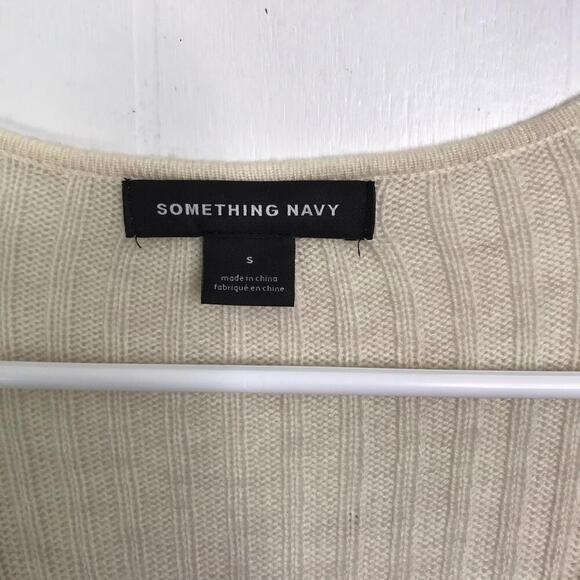 SOMETHING NAVY
S
made in china
fabriqué en chine